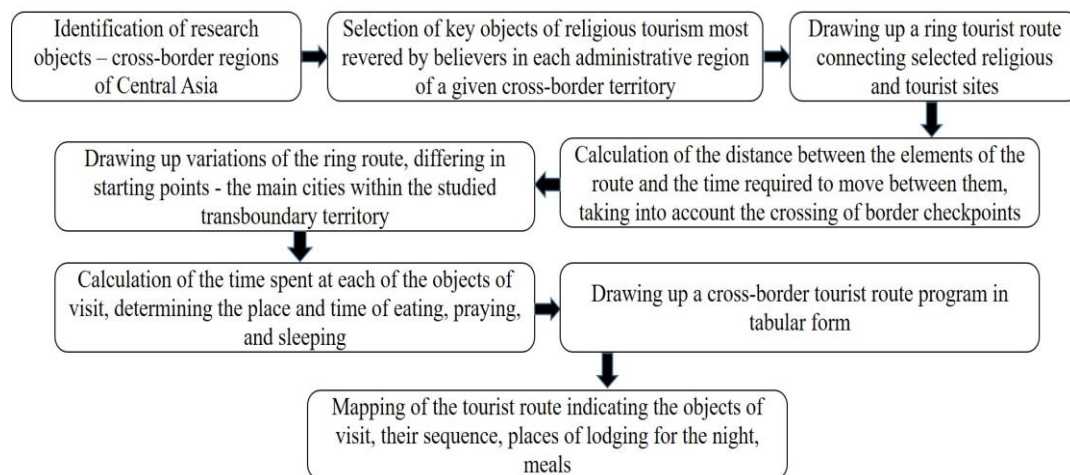 Identification of research
objects – cross-border regions
of Central Asia
Selection of key objects of religious tourism most
revered by believers in each administrative region
of a given cross-border territory
Drawing up a ring tourist route
connecting selected religious
and tourist sites
Calculation of the distance between the elements of the
route and the time required to move between them,
taking into account the crossing of border checkpoints
Drawing up variations of the ring route, differing in
starting points - the main cities within the studied
transboundary territory
Calculation of the time spent at each of the objects of
visit, determining the place and time of eating, praying,
and sleeping
Drawing up a cross-border tourist route program in
tabular form
Mapping of the tourist route indicating the objects of
visit, their sequence, places of lodging for the night,
meals